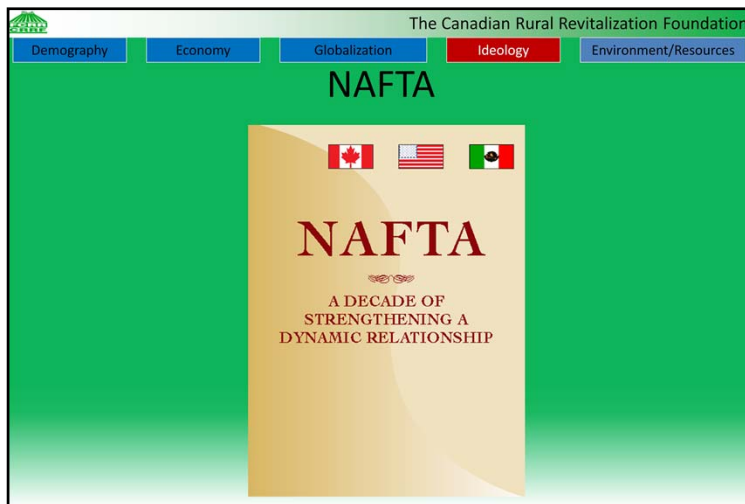 The Canadian Rural Revitalization Foundation
Demography
Economy
Globalization
Ideology
Environment/Resources
NAFTA
NAFTA
A DECADE OF
STRENGTHENING A
DYNAMIC RELATIONSHIP